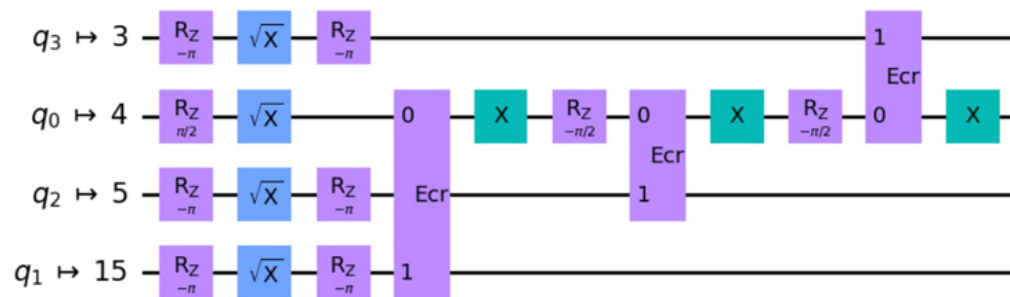 q3 ↦ 3 RZ −π √X RZ −π 1 Ecr
q0 ↦ 4 RZ π/2 √X 0 X RZ −π/2 0 X RZ −π/2 0 X
Ecr
q2 ↦ 5 RZ −π √X RZ −π Ecr 1
q1 ↦ 15 RZ −π √X RZ −π 1